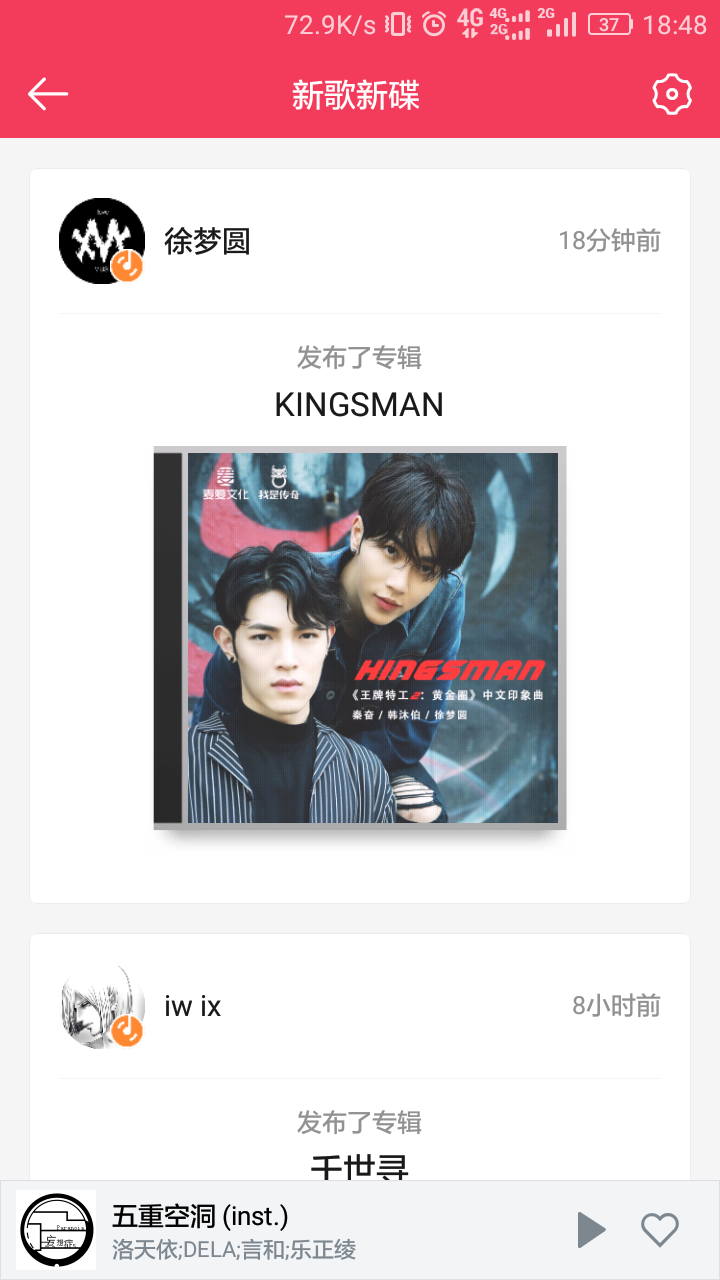 72.9K/s 4G 4G 2G 2G 37 18:48
新歌新碟
徐梦圆 18分钟前
发布了专辑
KINGSMAN
麦爱文化 我是传奇
KINGSMAN
《王牌特工2:黄金圈》中文印象曲
秦奋 / 韩沐伯 / 徐梦圆
iw ix 8小时前
发布了专辑
千世寻
五重空洞 (inst.)
洛天依;DELA;言和;乐正绫